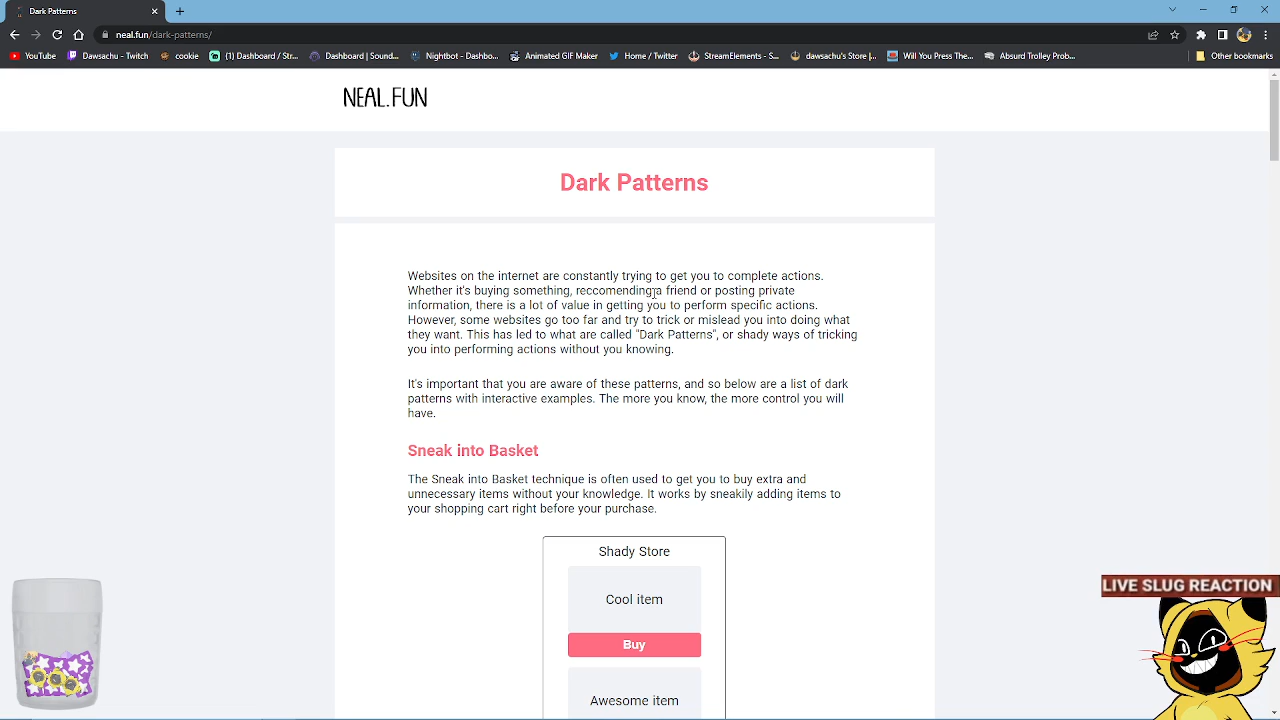 Dark Patterns
neal.fun/dark-patterns/
YouTube
Dawsachu - Twitch
cookie
(1) Dashboard / Str...
Dashboard | Sound...
Nightbot - Dashbo...
Animated GIF Maker
Home / Twitter
StreamElements - S...
dawsachu's Store |...
Will You Press The...
Absurd Trolley Prob...
Other bookmarks
NEAL.FUN
Dark Patterns
Websites on the internet are constantly trying to get you to complete actions.
Whether it's buying something, reccomending a friend or posting private
information, there is a lot of value in getting you to perform specific actions.
However, some websites go too far and try to trick or mislead you into doing what
they want. This has led to what are called "Dark Patterns", or shady ways of tricking
you into performing actions without you knowing.
It's important that you are aware of these patterns, and so below are a list of dark
patterns with interactive examples. The more you know, the more control you will
have.
Sneak into Basket
The Sneak into Basket technique is often used to get you to buy extra and
unnecessary items without your knowledge. It works by sneakily adding items to
your shopping cart right before your purchase.
Shady Store
Cool item
Buy
Awesome item
LIVE SLUG REACTION